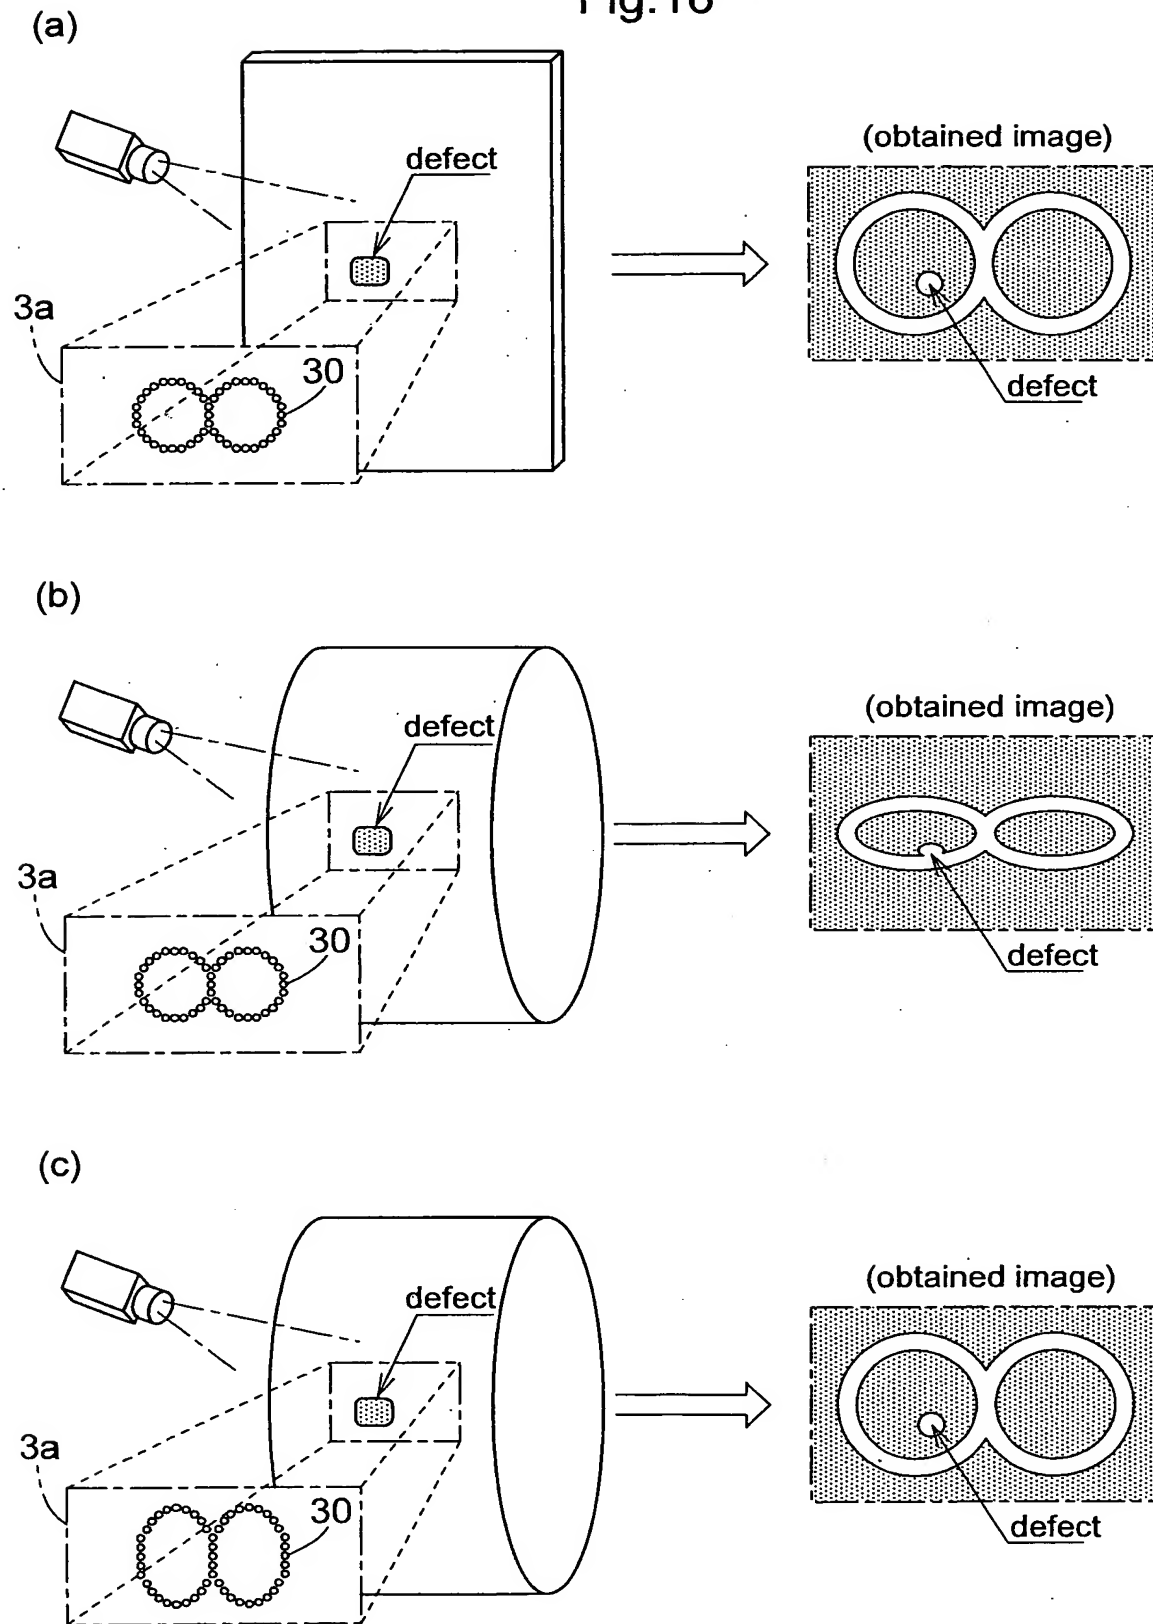 Fig.16
(a)
(obtained image)
defect
3a
30
defect
(b)
(obtained image)
defect
3a
30
defect
(c)
(obtained image)
defect
3a
30
defect